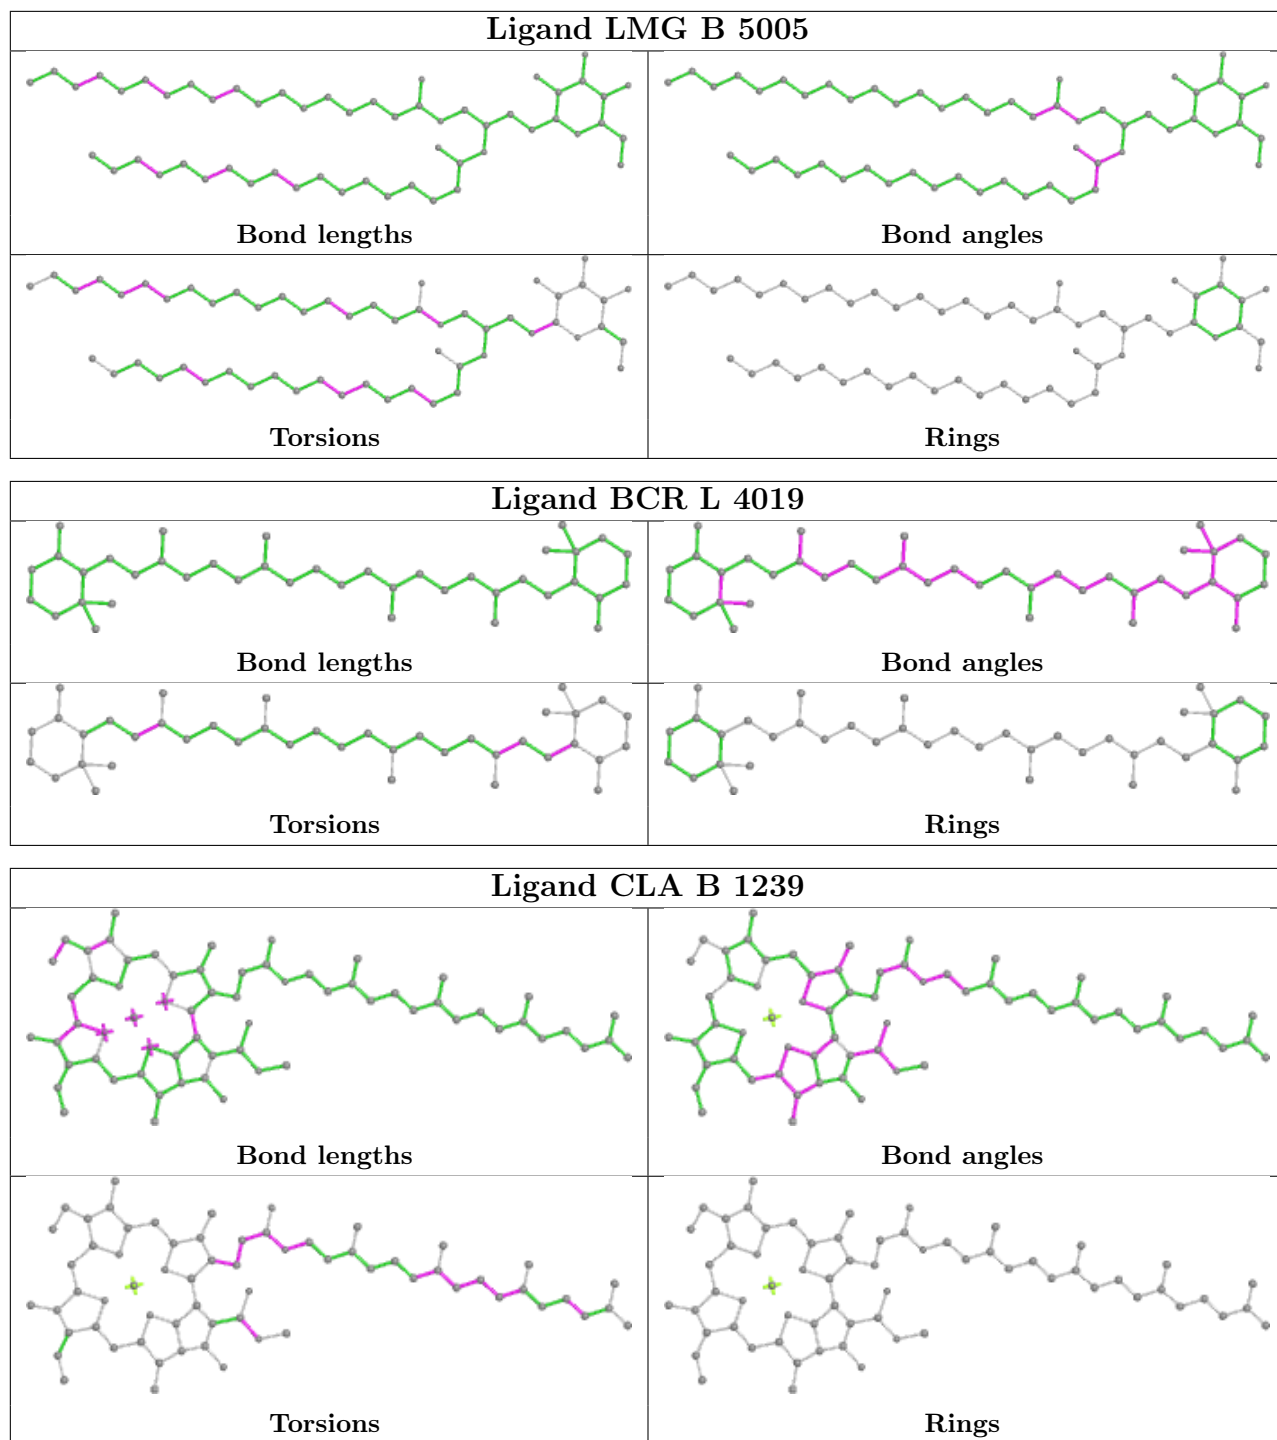 Ligand LMG B 5005
Bond lengths
Bond angles
Torsions
Rings
Ligand BCR L 4019
Bond lengths
Bond angles
Torsions
Rings
Ligand CLA B 1239
Bond lengths
Bond angles
Torsions
Rings